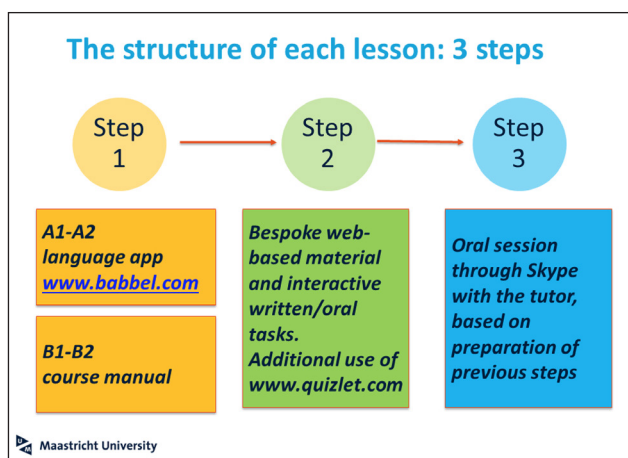 The structure of each lesson: 3 steps
Step
1
Step
2
Step
3
A1-A2
language app
www.babbel.com
B1-B2
course manual
Bespoke web-
based material
and interactive
written/oral
tasks.
Additional use of
www.quizlet.com
Oral session
through Skype
with the tutor,
based on
preparation of
previous steps
Maastricht University